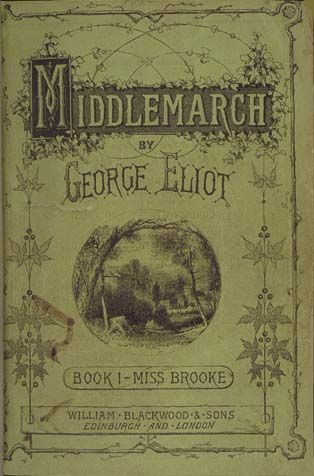 MIDDLEMARCH
BY
GEORGE ELIOT
BOOK I - MISS BROOKE
WILLIAM · BLACKWOOD · & · SONS
EDINBURGH · AND · LONDON